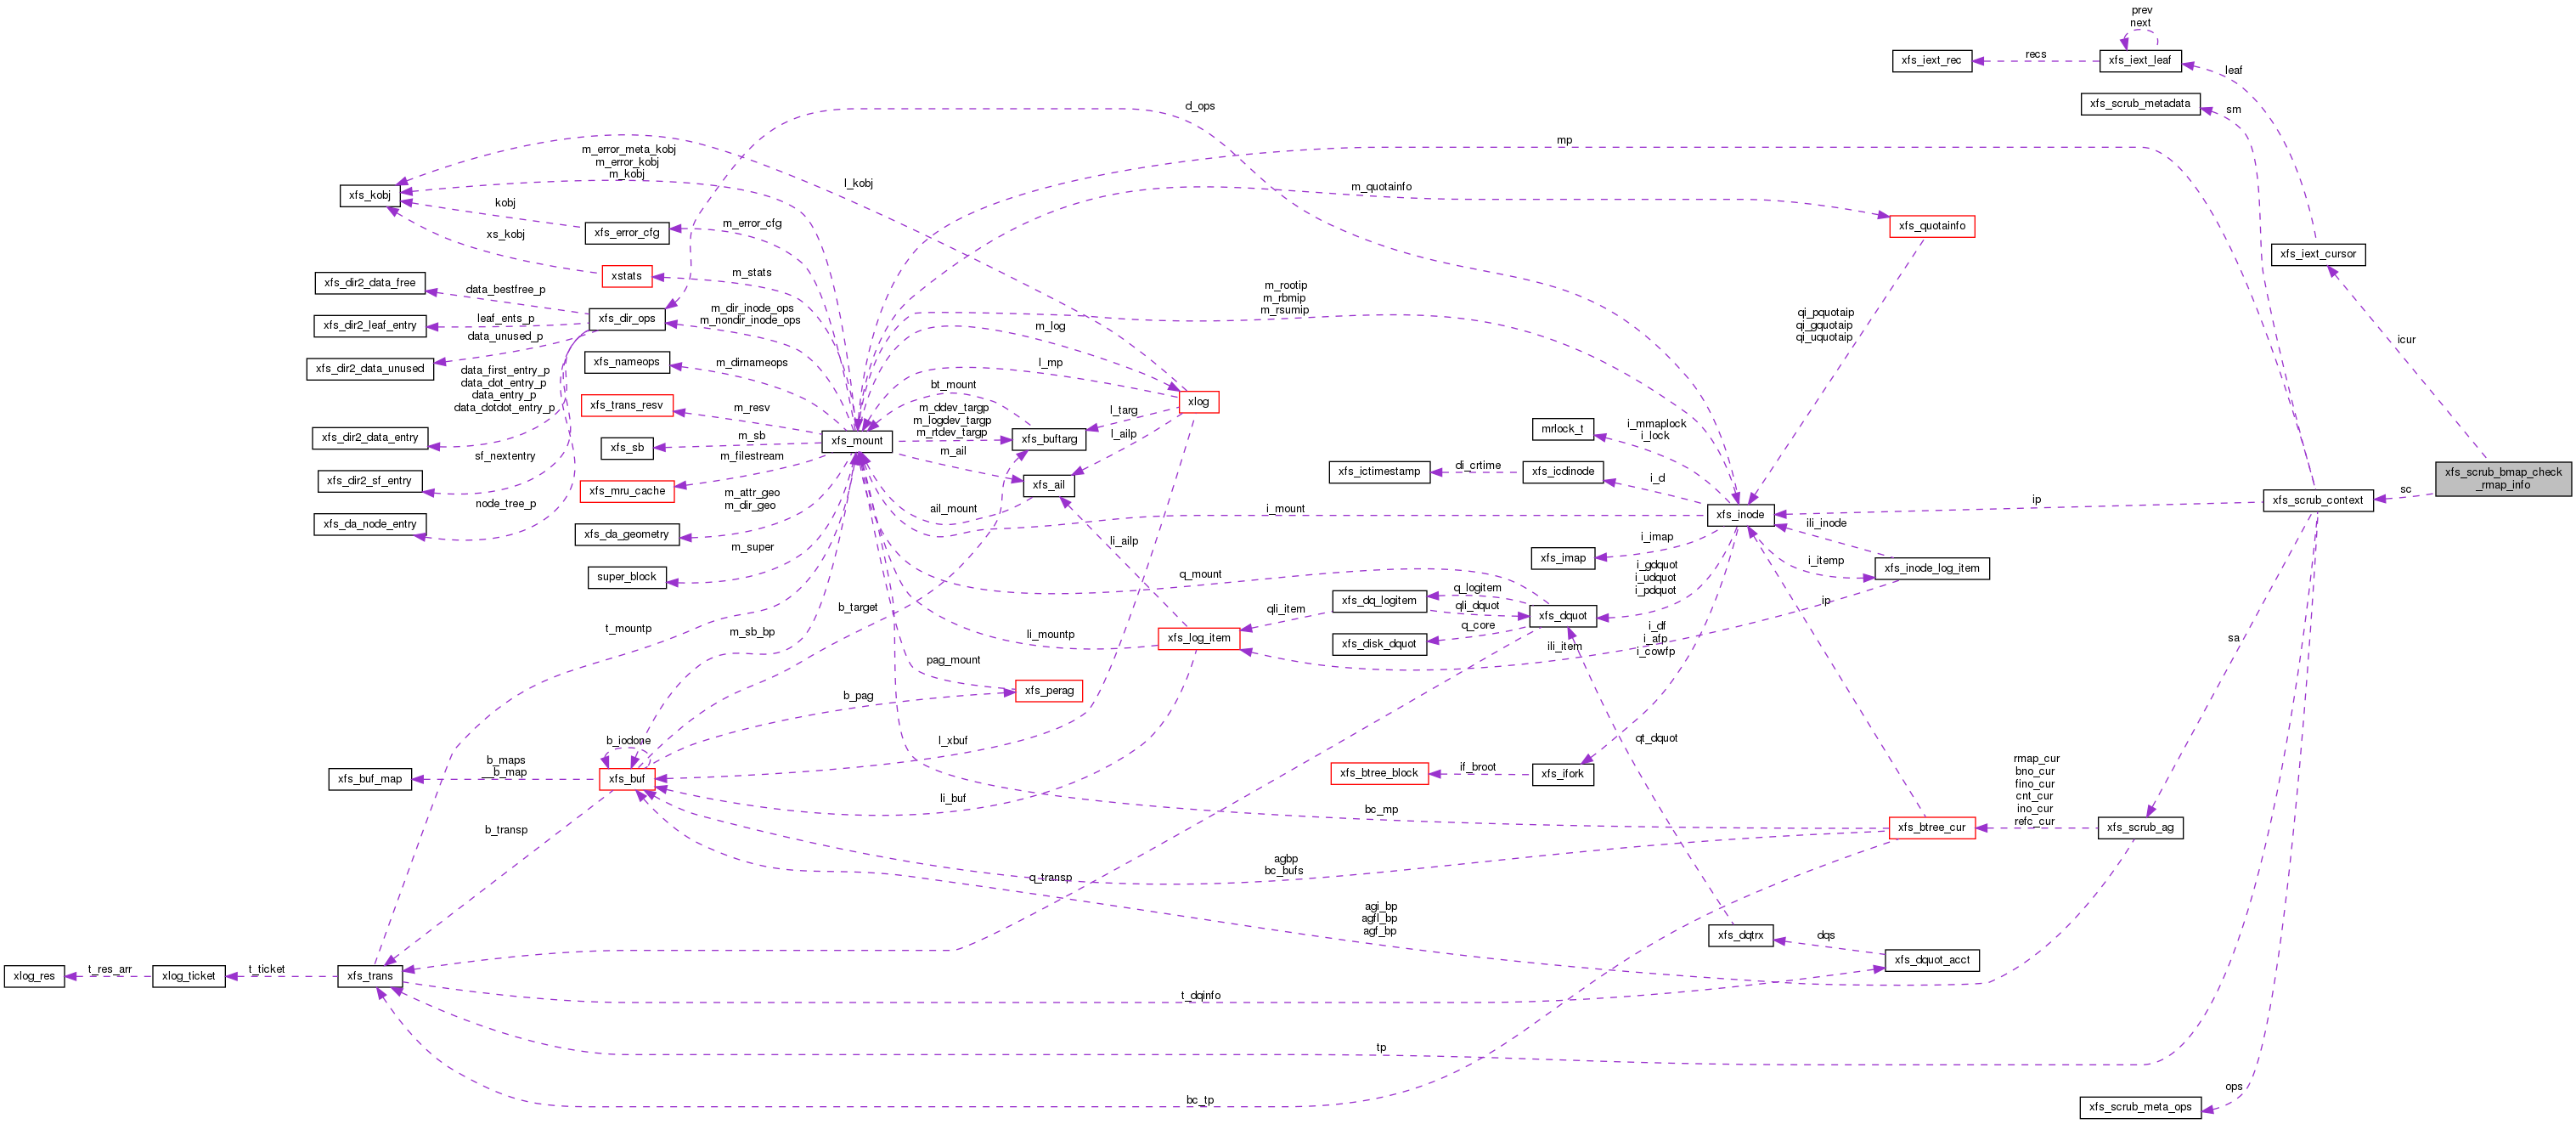 prev
next
xfs_iext_rec
recs
xfs_iext_leaf
leaf
xfs_scrub_metadata
sm
d_ops
mp
m_error_meta_kobj
m_error_kobj
m_kobj
l_kobj
m_quotainfo
xfs_kobj
kobj
xfs_error_cfg
m_error_cfg
xfs_quotainfo
xs_kobj
xfs_iext_cursor
xstats
m_stats
xfs_dir2_data_free
data_bestfree_p
m_rootip
m_rbmip
m_rsumip
xfs_dir2_leaf_entry
leaf_ents_p
xfs_dir_ops
m_dir_inode_ops
m_nondir_inode_ops
m_log
qi_pquotaip
qi_gquotaip
qi_uquotaip
data_unused_p
icur
xfs_dir2_data_unused
xfs_nameops
m_dirnameops
l_mp
data_first_entry_p
data_dot_entry_p
data_entry_p
data_dotdot_entry_p
bt_mount
xfs_trans_resv
m_resv
m_ddev_targp
m_logdev_targp
m_rtdev_targp
l_targ
xlog
xfs_dir2_data_entry
xfs_sb
m_sb
xfs_mount
xfs_buftarg
l_ailp
mrlock_t
i_mmaplock
i_lock
sf_nextentry
m_filestream
m_ail
xfs_ictimestamp
di_crtime
xfs_icdinode
i_d
xfs_scrub_bmap_check
_rmap_info
xfs_dir2_sf_entry
xfs_mru_cache
xfs_ail
sc
xfs_scrub_context
node_tree_p
m_attr_geo
m_dir_geo
ail_mount
i_mount
xfs_inode
ip
xfs_da_node_entry
xfs_da_geometry
ili_inode
m_super
li_ailp
i_imap
xfs_imap
i_itemp
super_block
q_mount
i_gdquot
i_udquot
i_pdquot
xfs_inode_log_item
b_target
qli_item
xfs_dq_logitem
q_logitem
qli_dquot
xfs_dquot
ip
t_mountp
m_sb_bp
li_mountp
xfs_log_item
xfs_disk_dquot
q_core
ili_item
i_df
i_afp
i_cowfp
sa
pag_mount
xfs_perag
b_pag
b_iodone
l_xbuf
qt_dquot
xfs_buf_map
b_maps
__b_map
xfs_buf
xfs_btree_block
if_broot
xfs_ifork
rmap_cur
bno_cur
fino_cur
cnt_cur
ino_cur
refc_cur
li_buf
bc_mp
b_transp
xfs_btree_cur
xfs_scrub_ag
agbp
bc_bufs
q_transp
agi_bp
agfl_bp
agf_bp
xfs_dqtrx
dqs
xfs_dquot_acct
xlog_res
t_res_arr
xlog_ticket
t_ticket
xfs_trans
t_dqinfo
tp
ops
bc_tp
xfs_scrub_meta_ops